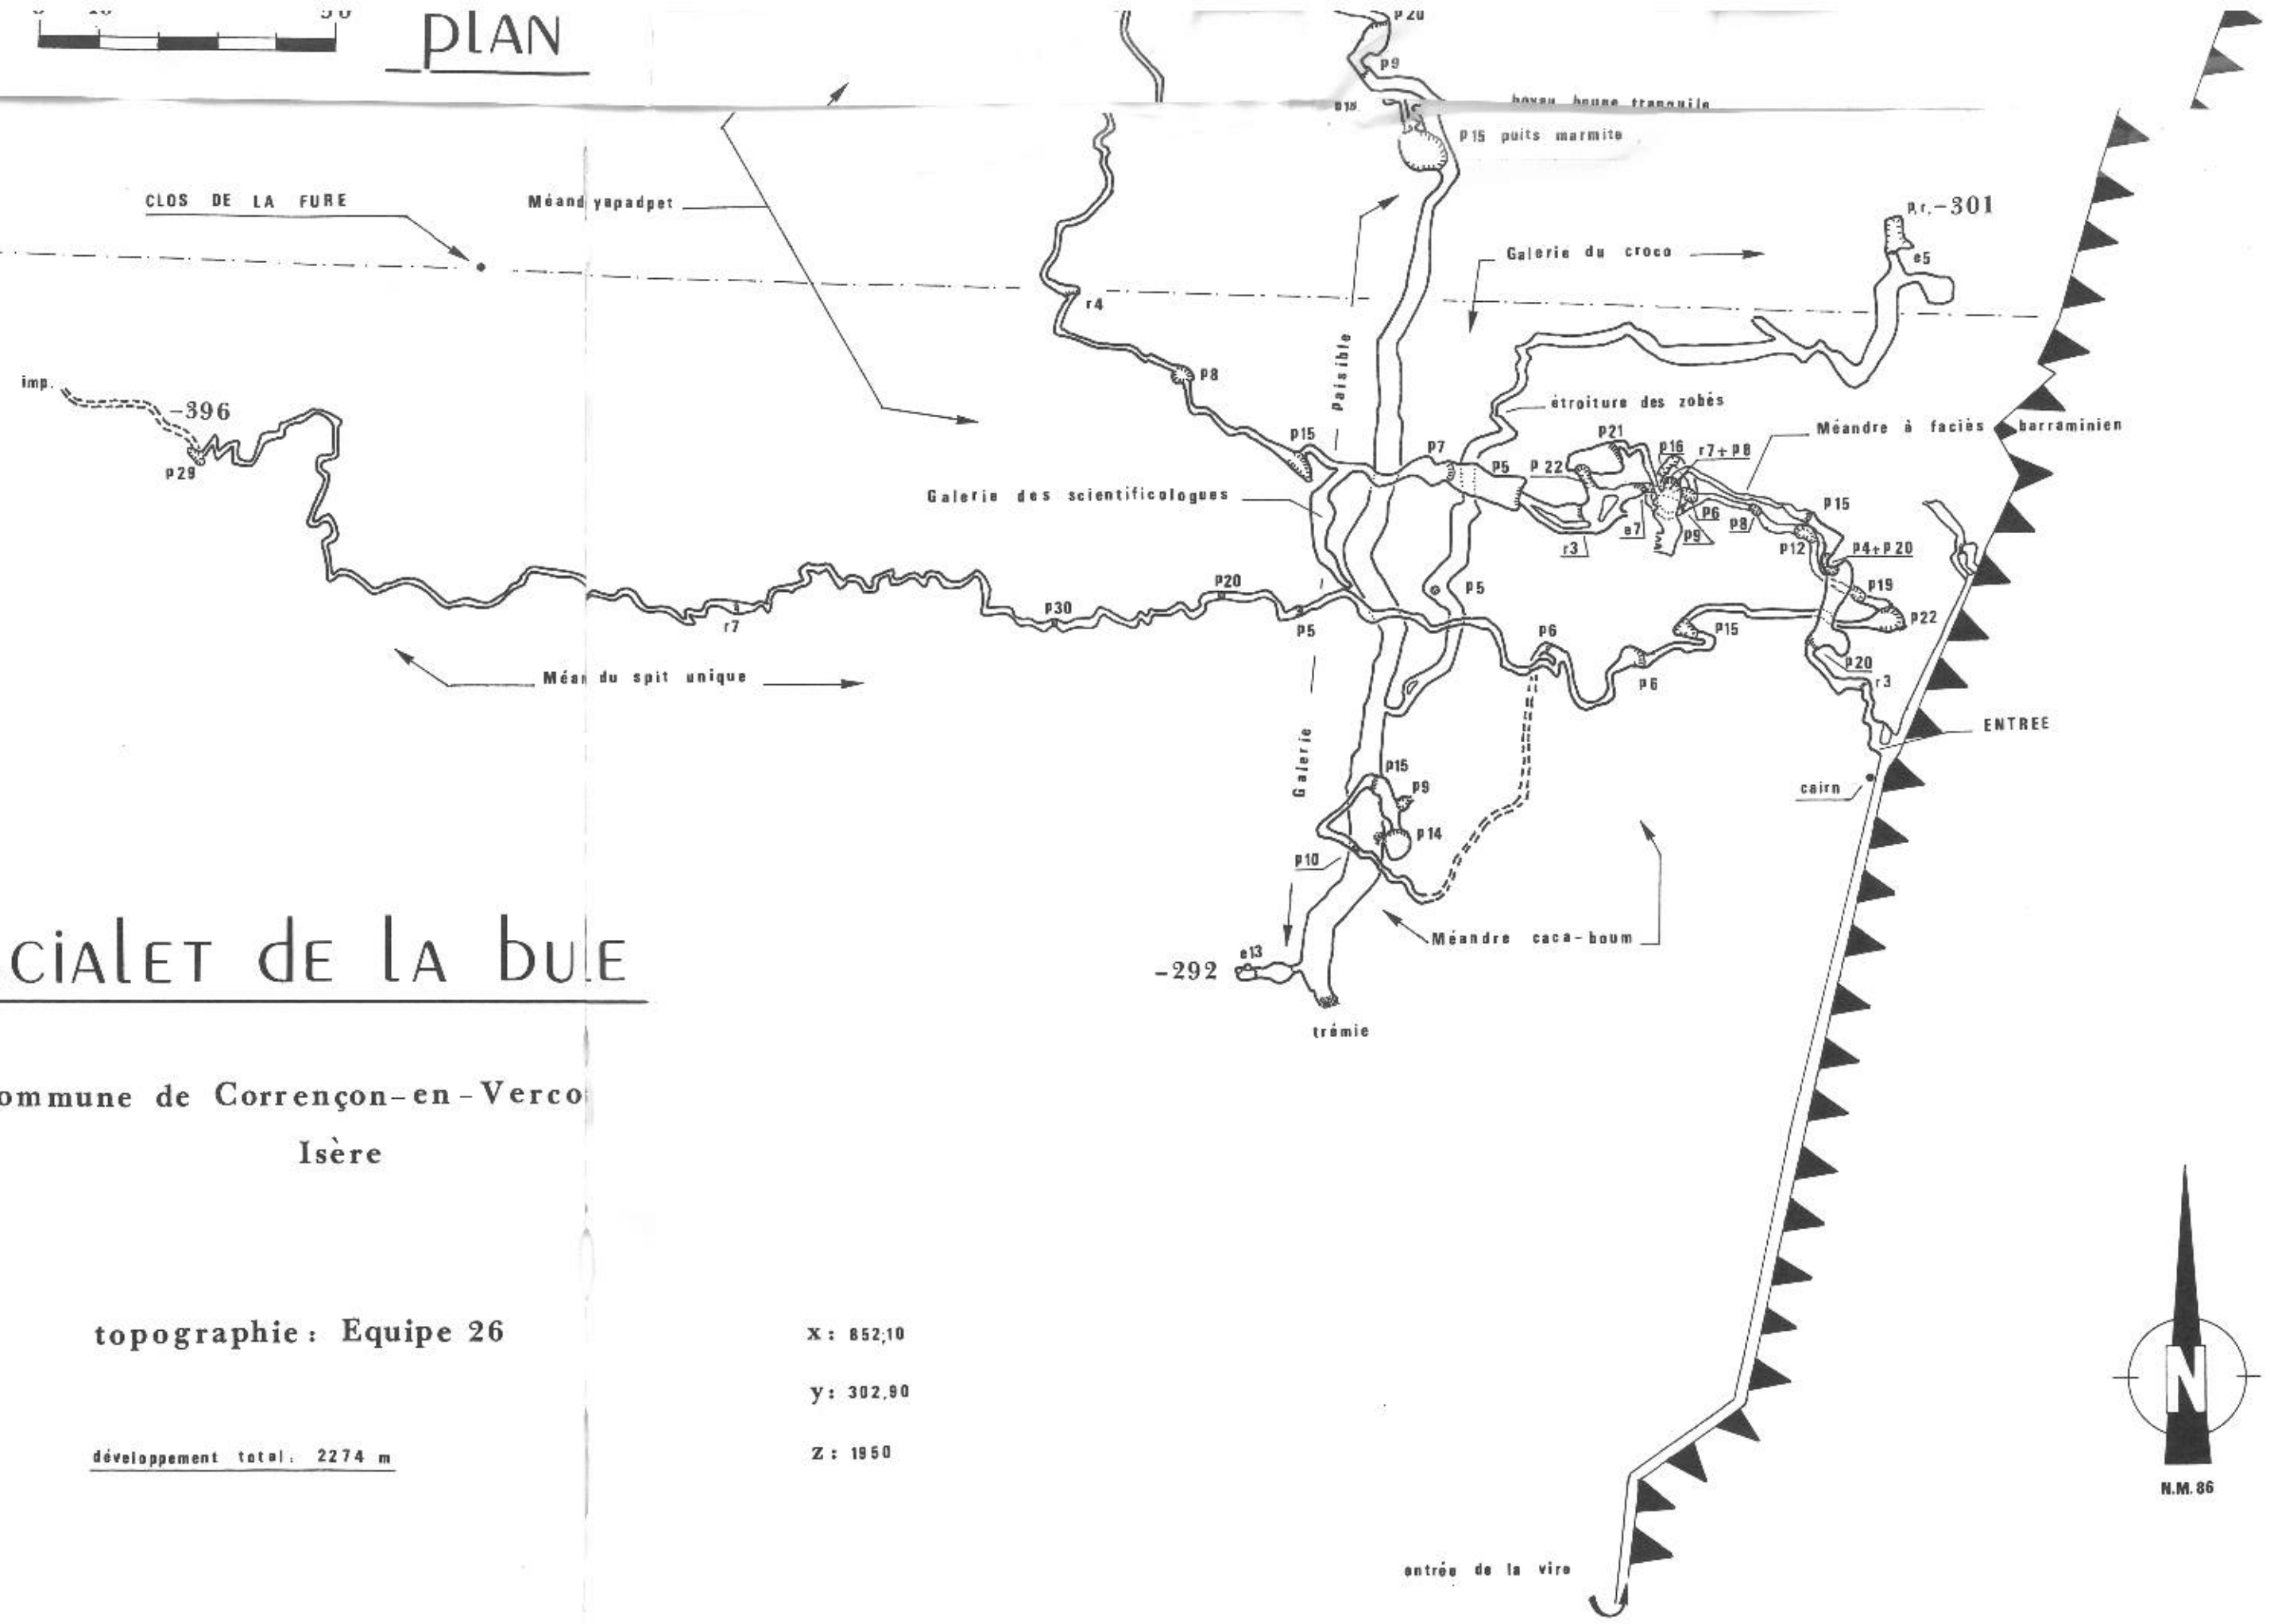 50
PLAN
P20
P9
P15 puits marmite
CLOS DE LA FURE
Méand yapadpet
-301
Galerie du croco
e5
r4
Paisible
P8
imp.
-396
étroiture des zobés
P29
P15
P7
P5
P22
P21
P16
r7+P8
Méandre à faciès barraminien
Galerie des scientificologues
P15
r3
e7
P9
P6
P8
P12
P4+P20
P19
P22
P5
P20
P30
r7
P5
P6
P15
P6
P20
r3
Méan du spit unique
ENTREE
Galerie
P15
P9
P14
P10
cairn
Méandre caca-boum
e13
-292
trémie
CIALET DE LA BUE
ommune de Corrençon-en-Verco
Isère
topographie: Equipe 26
développement total: 2274 m
X: 852,10
y: 302,90
Z: 1950
N
N.M.86
entrée de la vire